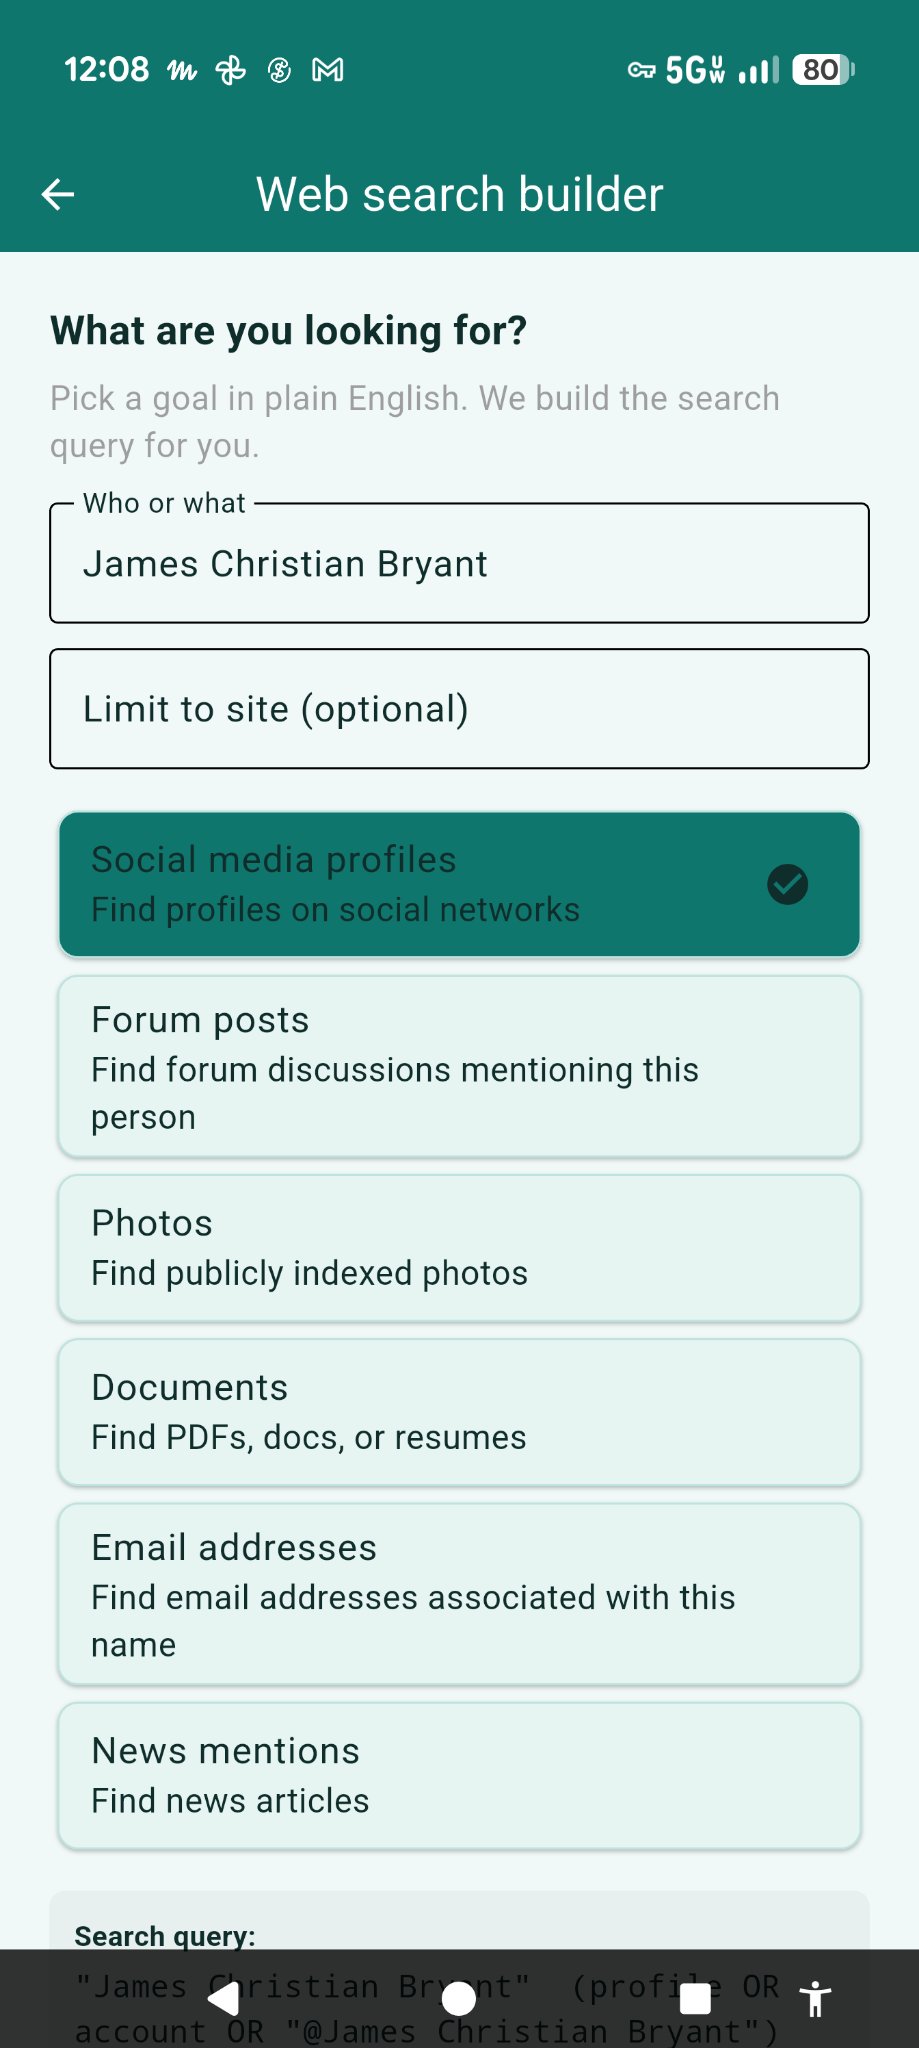 12:08
5G UW
80
Web search builder
What are you looking for?
Pick a goal in plain English. We build the search
query for you.
Who or what
James Christian Bryant
Limit to site (optional)
Social media profiles
Find profiles on social networks
Forum posts
Find forum discussions mentioning this
person
Photos
Find publicly indexed photos
Documents
Find PDFs, docs, or resumes
Email addresses
Find email addresses associated with this
name
News mentions
Find news articles
Search query:
"James Christian Bryant" (profile OR
account OR "@James Christian Bryant")